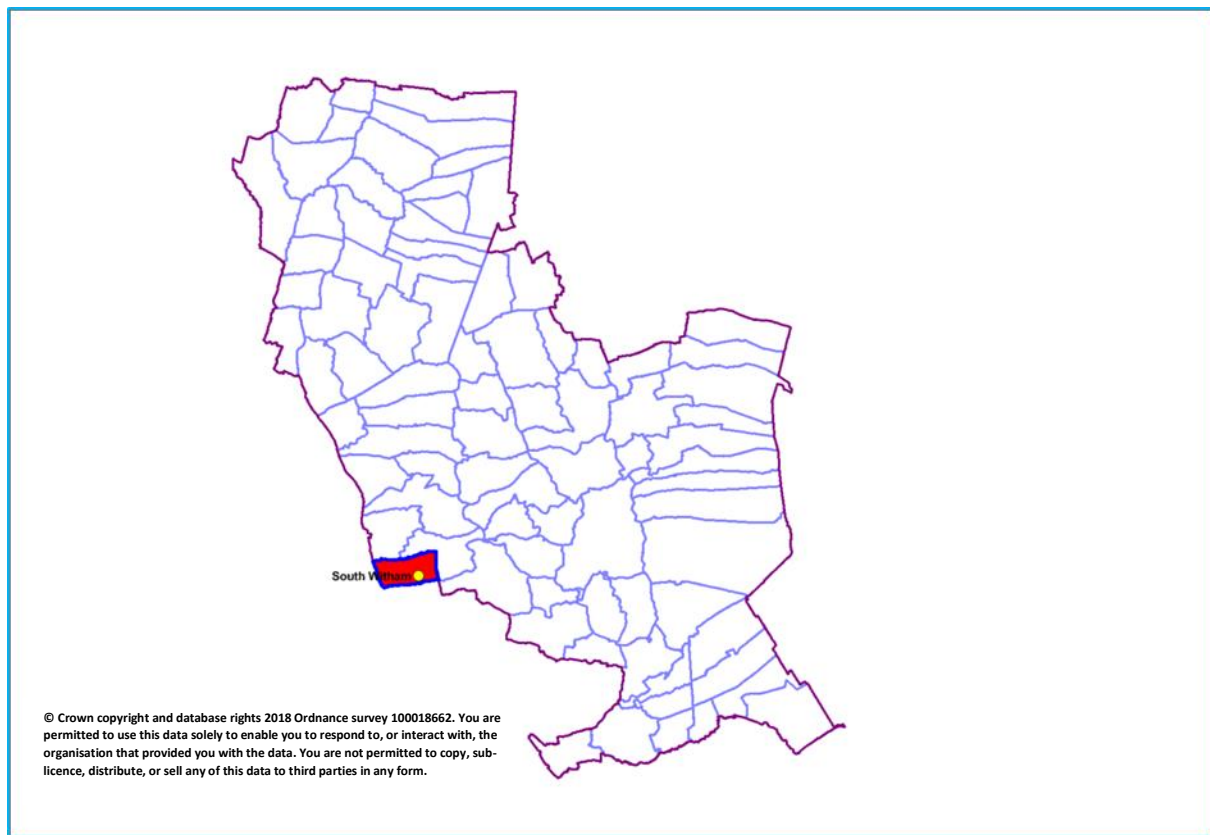 South Witham
© Crown copyright and database rights 2018 Ordnance survey 100018662. You are
permitted to use this data solely to enable you to respond to, or interact with, the
organisation that provided you with the data. You are not permitted to copy, sub-
licence, distribute, or sell any of this data to third parties in any form.